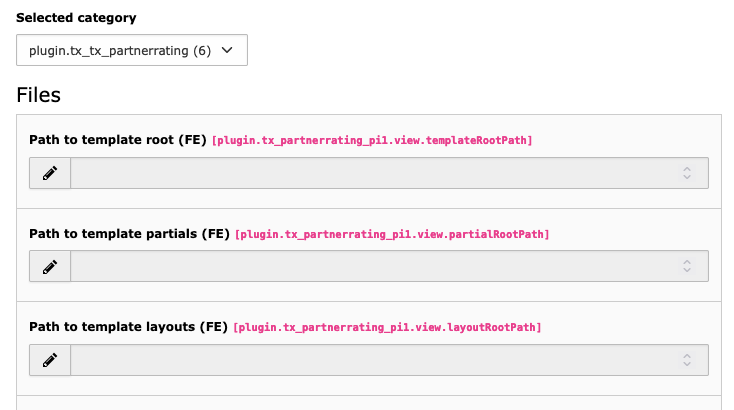 Selected category
plugin.tx_tx_partnerrating (6)
Files
Path to template root (FE) [plugin.tx_partnerrating_pi1.view.templateRootPath]
Path to template partials (FE) [plugin.tx_partnerrating_pi1.view.partialRootPath]
Path to template layouts (FE) [plugin.tx_partnerrating_pi1.view.layoutRootPath]